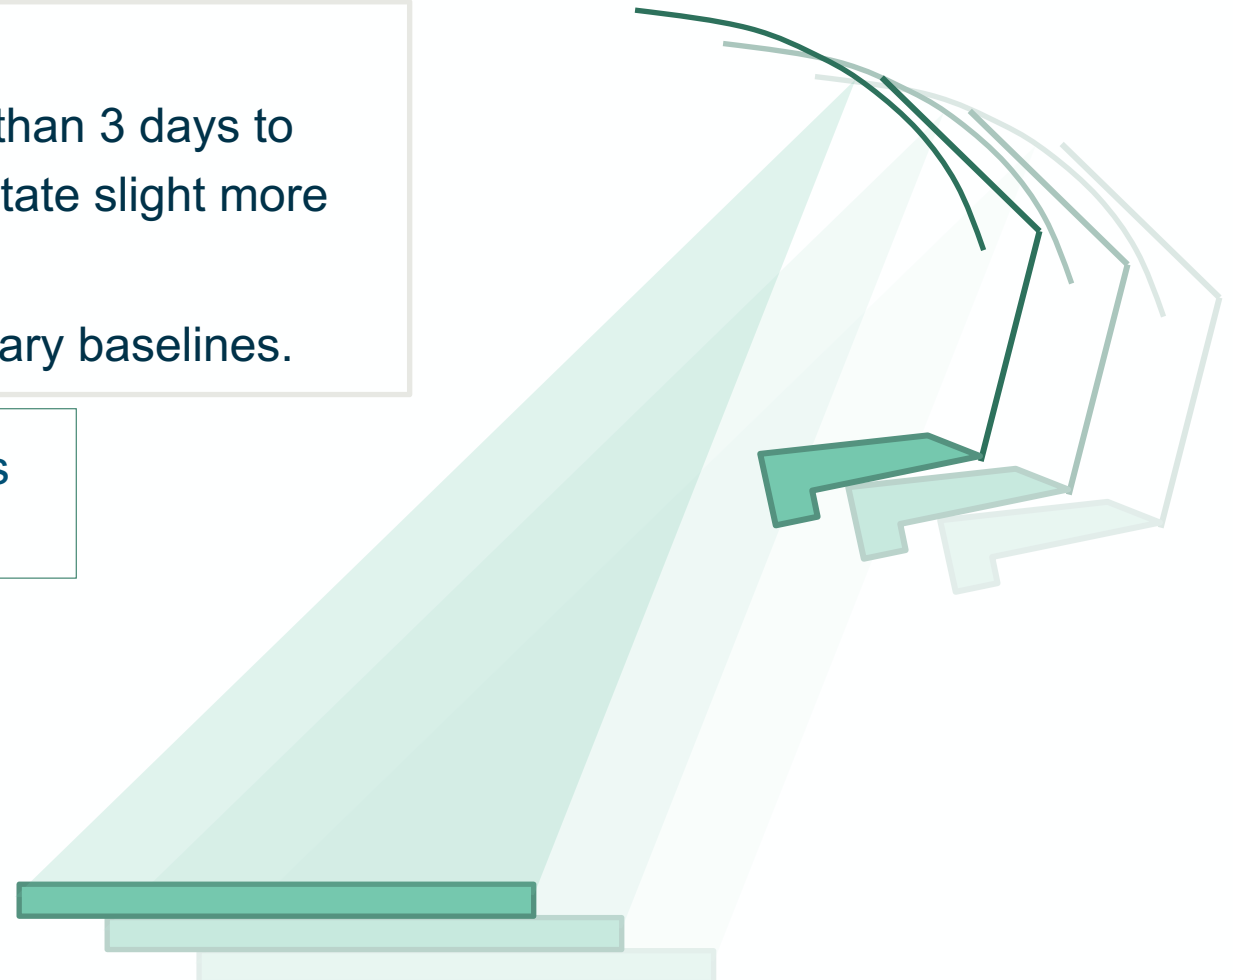 than 3 days to
tate slight more
ary baselines.
s